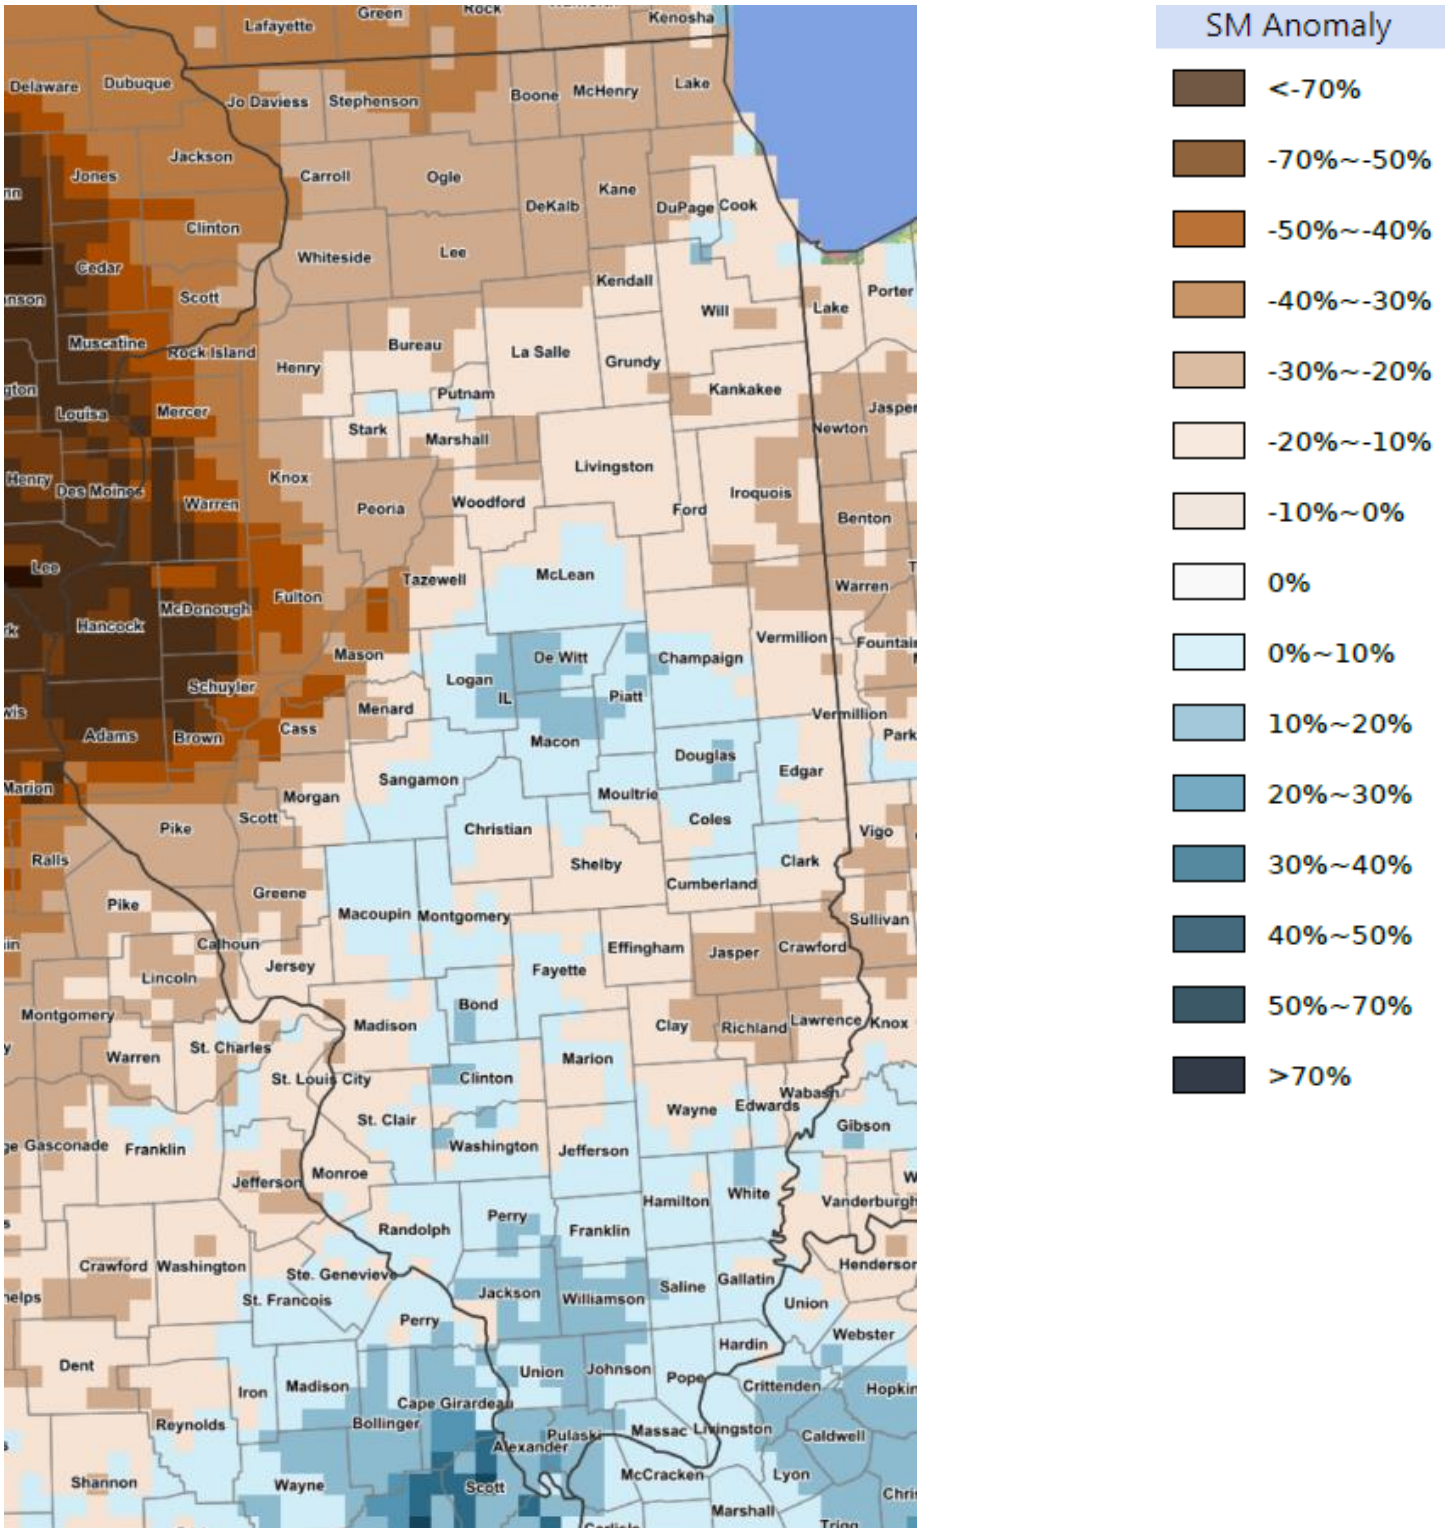 SM Anomaly
<-70%
-70%~-50%
-50%~-40%
-40%~-30%
-30%~-20%
-20%~-10%
-10%~0%
0%
0%~10%
10%~20%
20%~30%
30%~40%
40%~50%
50%~70%
>70%
Lafayette
Green
Rock
Kenosha
Delaware
Dubuque
Jo Daviess
Stephenson
Boone
McHenry
Lake
Jones
Jackson
Carroll
Ogle
DeKalb
Kane
DuPage
Cook
Clinton
Whiteside
Lee
Cedar
Scott
Kendall
Will
Lake
Porter
Muscatine
Rock Island
Henry
Bureau
La Salle
Grundy
Putnam
Kankakee
Louisa
Mercer
Stark
Marshall
Newton
Jasper
Henry
Des Moines
Warren
Knox
Peoria
Woodford
Livingston
Ford
Iroquois
Benton
Lee
Hancock
McDonough
Fulton
Tazewell
McLean
Warren
Mason
Logan
De Witt
IL
Piatt
Champaign
Vermilion
Fountain
Schuyler
Menard
Vermillion
Adams
Brown
Cass
Macon
Douglas
Edgar
Park
Marion
Morgan
Sangamon
Moultrie
Pike
Scott
Christian
Coles
Vigo
Ralls
Shelby
Clark
Cumberland
Pike
Greene
Macoupin
Montgomery
Sullivan
Calhoun
Jersey
Lincoln
Fayette
Effingham
Jasper
Crawford
Montgomery
Bond
Madison
Clay
Richland
Lawrence
Knox
Warren
St. Charles
St. Louis City
Clinton
Marion
Wabash
Wayne
Edwards
Gibson
Gasconade
Franklin
St. Clair
Washington
Jefferson
Jefferson
Monroe
Hamilton
White
Vanderburgh
Randolph
Perry
Franklin
Crawford
Washington
Ste. Genevieve
St. Francois
Jackson
Williamson
Saline
Gallatin
Henderson
Union
Perry
Hardin
Webster
Dent
Iron
Madison
Union
Johnson
Pope
Crittenden
Reynolds
Bollinger
Cape Girardeau
Alexander
Pulaski
Massac
Livingston
Caldwell
Shannon
Wayne
Scott
McCracken
Lyon
Marshall